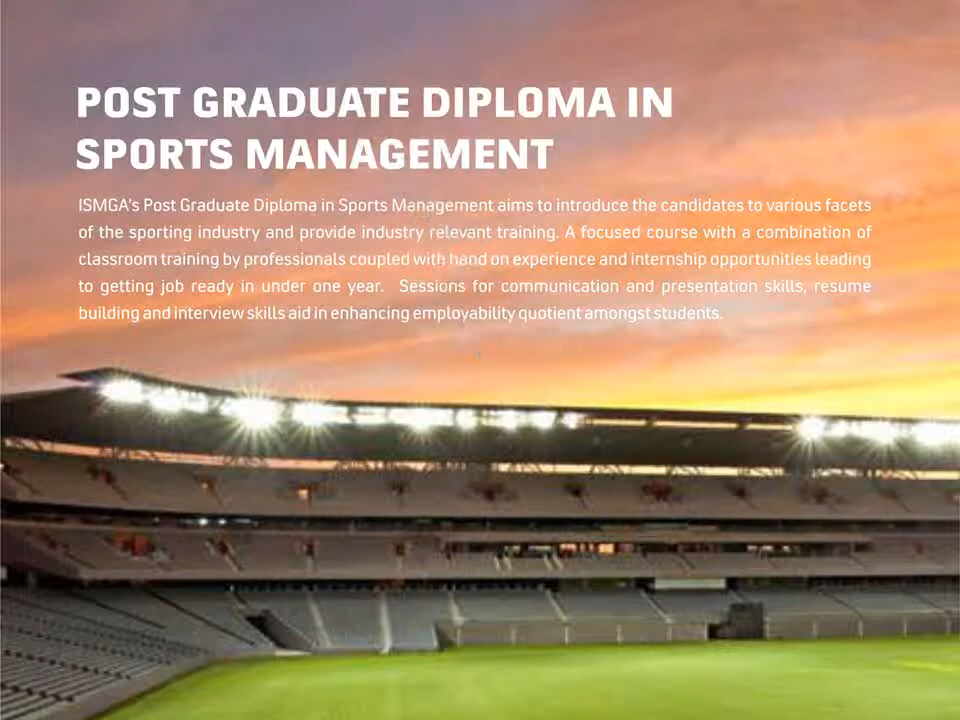 POST GRADUATE DIPLOMA IN
SPORTS MANAGEMENT
ISMGA's Post Graduate Diploma in Sports Management aims to introduce the candidates to various facets
of the sporting industry and provide industry relevant training. A focused course with a combination of
classroom training by professionals coupled with hand on experience and internship opportunities leading
to getting job ready in under one year. Sessions for communication and presentation skills, resume
building and interview skills aid in enhancing employability quotient amongst students.